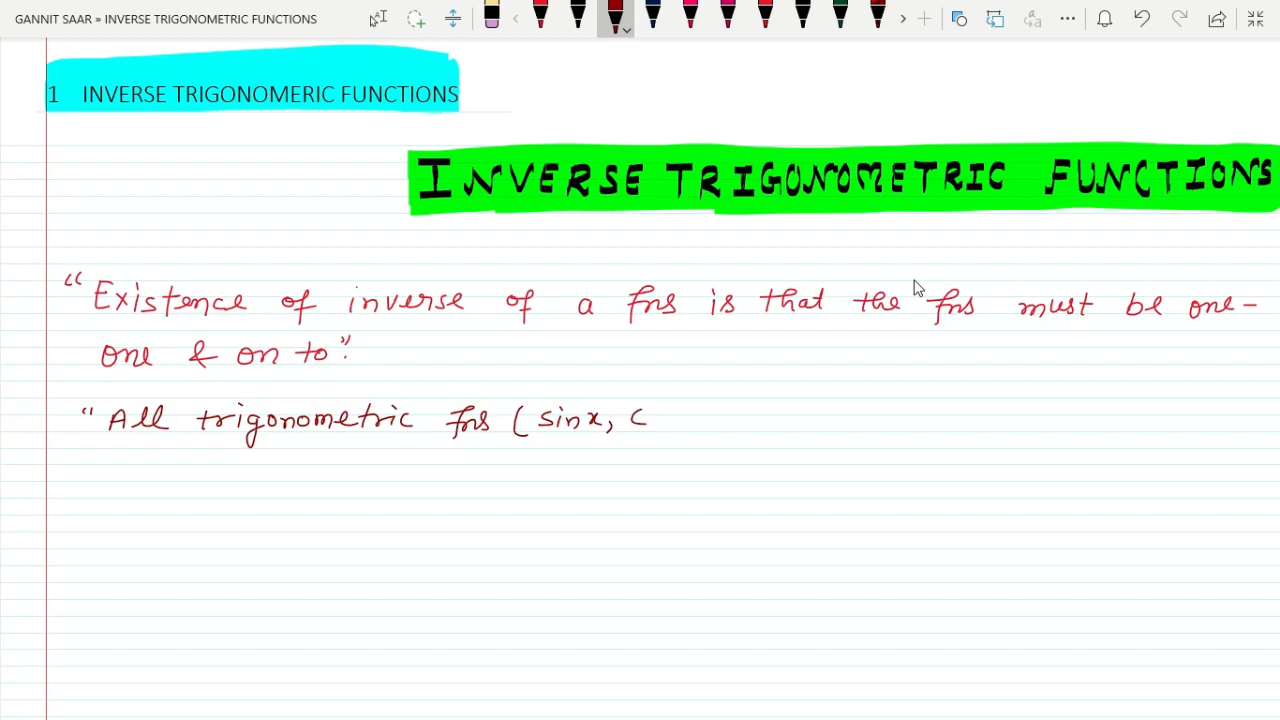 GANNIT SAAR » INVERSE TRIGONOMETRIC FUNCTIONS
1 INVERSE TRIGONOMERIC FUNCTIONS
INVERSE TRIGONOMETRIC FUNCTIONS
"Existence of inverse of a fns is that the fns must be one-
one & on to".
"All trigonometric fns (sinx, c